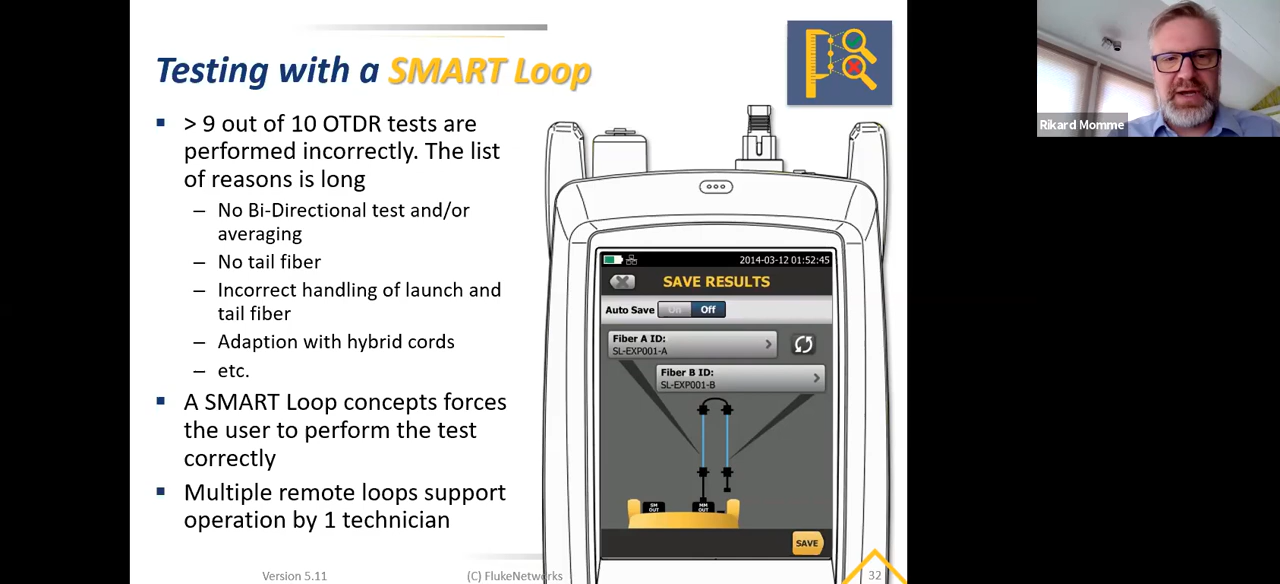 Testing with a SMART Loop
> 9 out of 10 OTDR tests are
performed incorrectly. The list
of reasons is long
– No Bi-Directional test and/or
averaging
– No tail fiber
– Incorrect handling of launch and
tail fiber
– Adaption with hybrid cords
– etc.
A SMART Loop concepts forces
the user to perform the test
correctly
Multiple remote loops support
operation by 1 technician
2014-03-12 01:52:45
SAVE RESULTS
Auto Save On Off
Fiber A ID:
SL-EXP001-A
Fiber B ID:
SL-EXP001-B
SM
OUT
MM
OUT
SAVE
Version 5.11
(C) FlukeNetworks
32
Rikard Momme